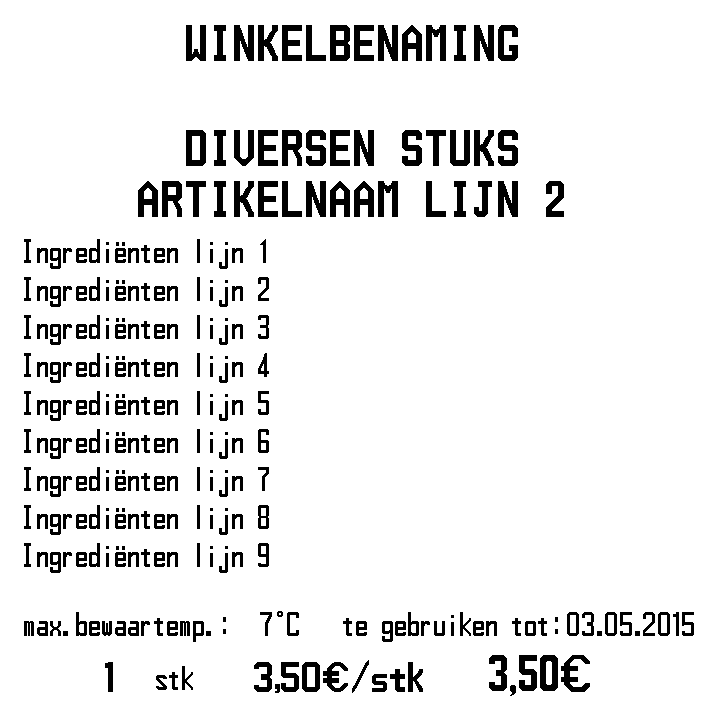 WINKELBENAMING
DIVERSEN STUKS
ARTIKELNAAM LIJN 2
Ingrediënten lijn 1
Ingrediënten lijn 2
Ingrediënten lijn 3
Ingrediënten lijn 4
Ingrediënten lijn 5
Ingrediënten lijn 6
Ingrediënten lijn 7
Ingrediënten lijn 8
Ingrediënten lijn 9
max.bewaartemp.: 7°C te gebruiken tot:03.05.2015
1 stk 3,50€/stk 3,50€